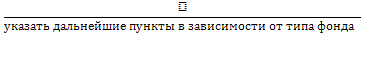 указать дальнейшие пункты в зависимости от типа фонда